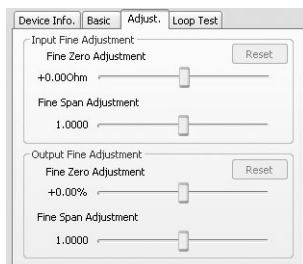 Device Info. Basic Adjust. Loop Test
Input Fine Adjustment
Fine Zero Adjustment Reset
+0.00Ohm
Fine Span Adjustment
1.0000
Output Fine Adjustment
Fine Zero Adjustment Reset
+0.00%
Fine Span Adjustment
1.0000